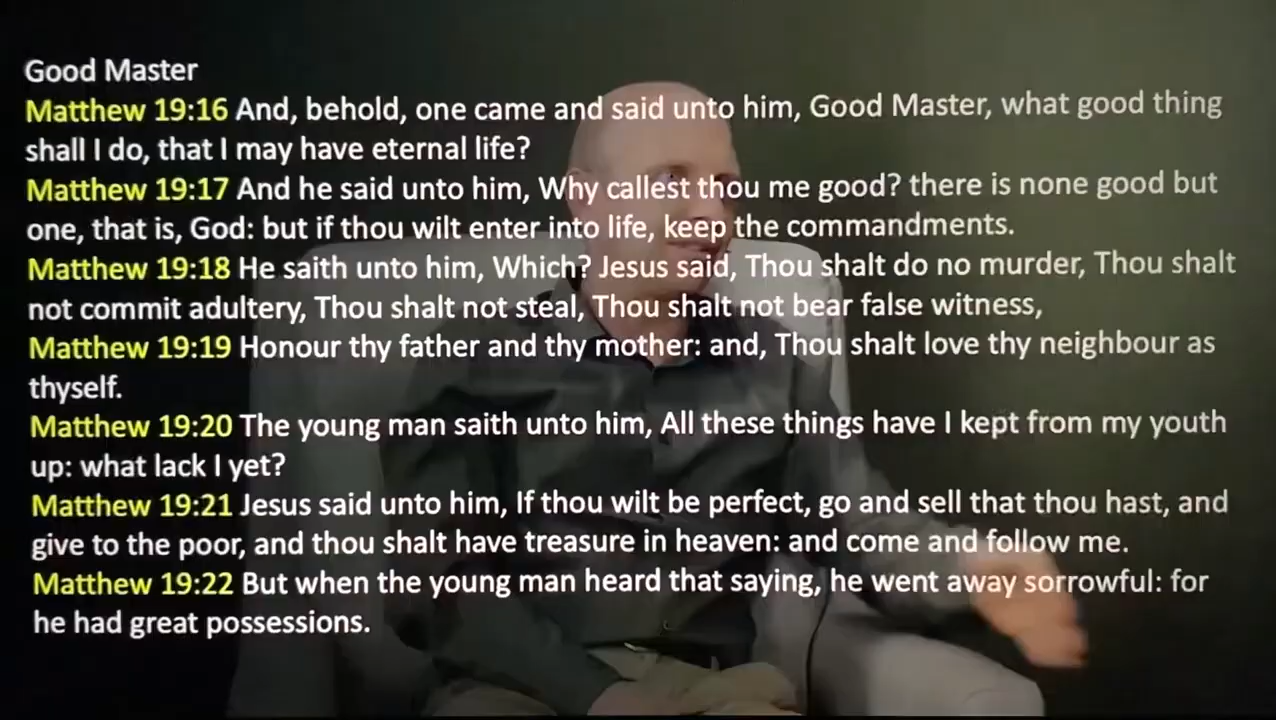 Good Master
Matthew 19:16 And, behold, one came and said unto him, Good Master, what good thing
shall I do, that I may have eternal life?
Matthew 19:17 And he said unto him, Why callest thou me good? there is none good but
one, that is, God: but if thou wilt enter into life, keep the commandments.
Matthew 19:18 He saith unto him, Which? Jesus said, Thou shalt do no murder, Thou shalt
not commit adultery, Thou shalt not steal, Thou shalt not bear false witness,
Matthew 19:19 Honour thy father and thy mother: and, Thou shalt love thy neighbour as
thyself.
Matthew 19:20 The young man saith unto him, All these things have I kept from my youth
up: what lack I yet?
Matthew 19:21 Jesus said unto him, If thou wilt be perfect, go and sell that thou hast, and
give to the poor, and thou shalt have treasure in heaven: and come and follow me.
Matthew 19:22 But when the young man heard that saying, he went away sorrowful: for
he had great possessions.